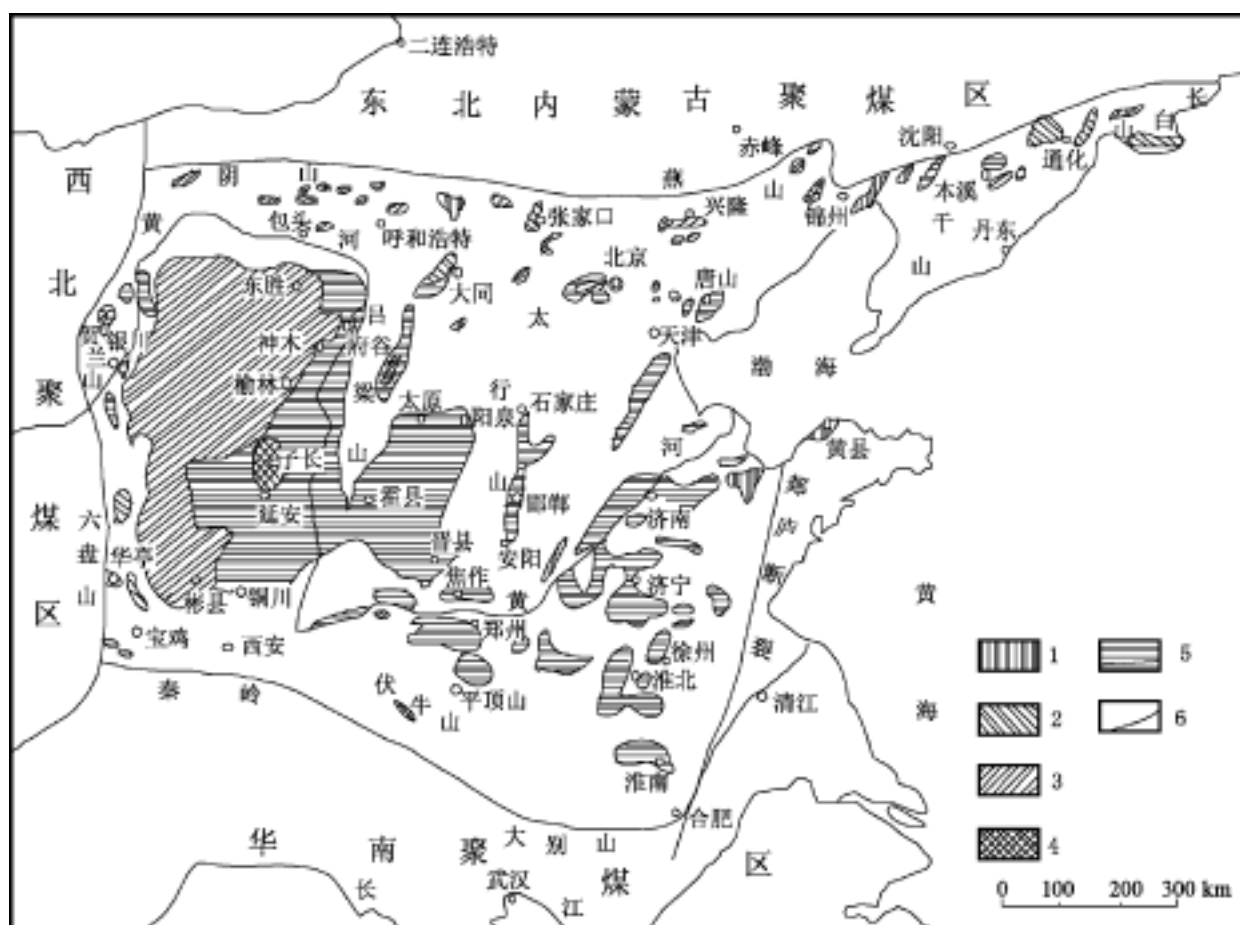 二连浩特
东北内蒙古聚煤区
赤峰
沈阳
长
白
山
通化
西
北
聚
煤
区
阴
山
燕
山
兴隆
锦州
本溪
千
山
丹东
黄
河
包头
呼和浩特
张家口
北京
唐山
东胜
大同
太
行
山
天津
渤海
贺
兰
山
银川
神木
府谷
吕
梁
山
榆林
太原
阳泉
石家庄
河
黄县
子长
延安
霍县
邯郸
济南
郯
庐
断
裂
六
盘
山
华亭
晋县
安阳
焦作
黄
济宁
黄
海
彬县
铜川
宝鸡
西安
郑州
徐州
淮北
秦岭
伏
牛
山
平顶山
清江
淮南
合肥
大别山
华南聚煤区
武汉
长
江
1
2
3
4
5
6
0 100 200 300 km